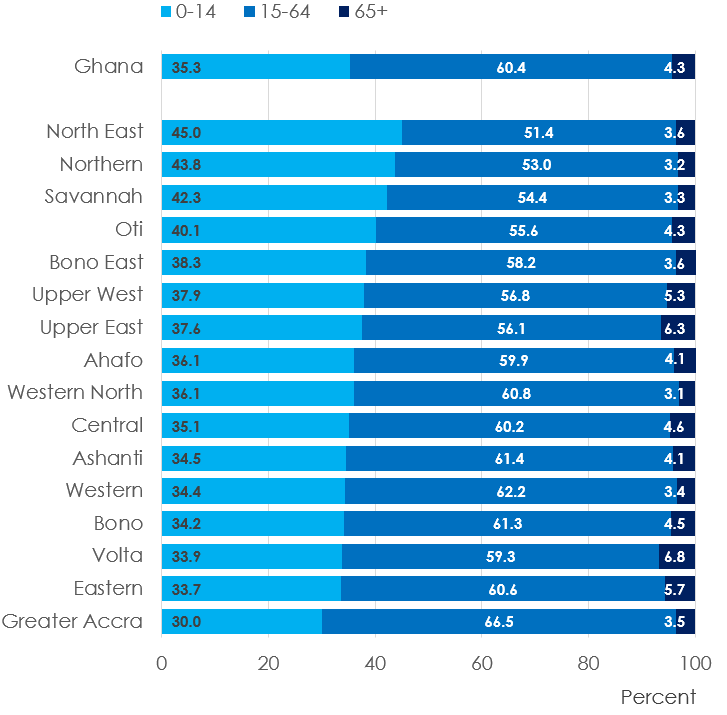 0-14 15-64 65+
Ghana 35.3 60.4 4.3
North East 45.0 51.4 3.6
Northern 43.8 53.0 3.2
Savannah 42.3 54.4 3.3
Oti 40.1 55.6 4.3
Bono East 38.3 58.2 3.6
Upper West 37.9 56.8 5.3
Upper East 37.6 56.1 6.3
Ahafo 36.1 59.9 4.1
Western North 36.1 60.8 3.1
Central 35.1 60.2 4.6
Ashanti 34.5 61.4 4.1
Western 34.4 62.2 3.4
Bono 34.2 61.3 4.5
Volta 33.9 59.3 6.8
Eastern 33.7 60.6 5.7
Greater Accra 30.0 66.5 3.5
0 20 40 60 80 100
Percent